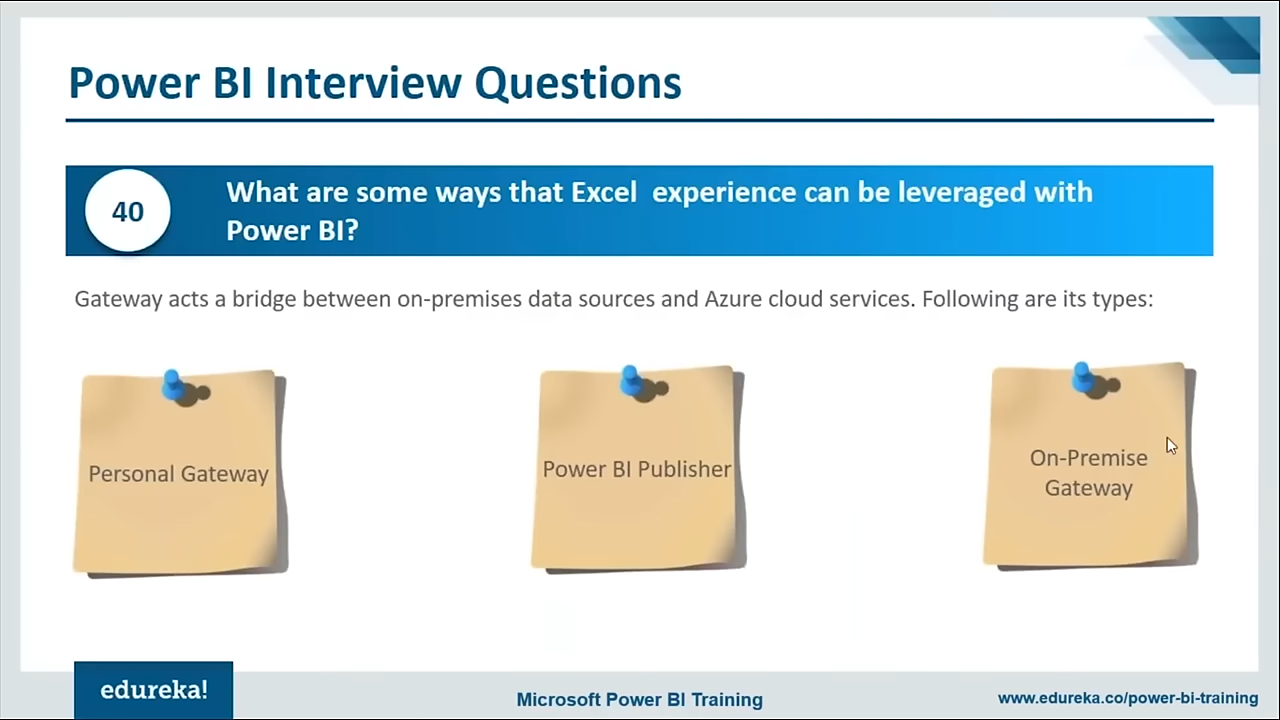 Power BI Interview Questions
40
What are some ways that Excel  experience can be leveraged with
Power BI?
Gateway acts a bridge between on-premises data sources and Azure cloud services. Following are its types:
Personal Gateway
Power BI Publisher
On-Premise
Gateway
edureka!
Microsoft Power BI Training
www.edureka.co/power-bi-training